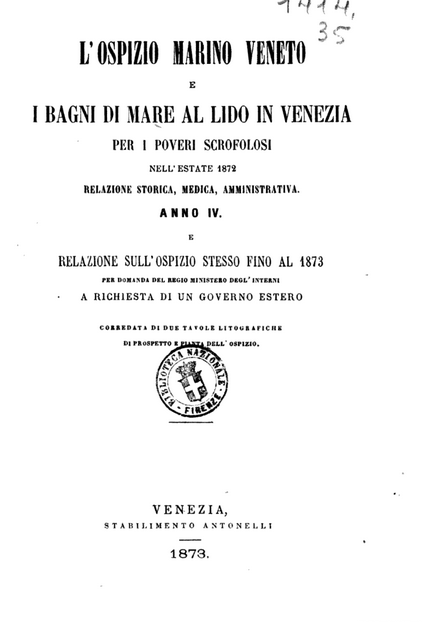 1414,
35
L'OSPIZIO MARINO VENETO
E
I BAGNI DI MARE AL LIDO IN VENEZIA
PER I POVERI SCROFOLOSI
NELL'ESTATE 1872
RELAZIONE STORICA, MEDICA, AMMINISTRATIVA.
ANNO IV.
E
RELAZIONE SULL'OSPIZIO STESSO FINO AL 1873
PER DOMANDA DEL REGIO MINISTERO DEGL'INTERNI
A RICHIESTA DI UN GOVERNO ESTERO
CORREDATA DI DUE TAVOLE LITOGRAFICHE
DI PROSPETTO E PIANTA DELL'OSPIZIO.
BIBLIOTECA NAZIONALE
- FIRENZE -
VENEZIA,
STABILIMENTO ANTONELLI
1873.